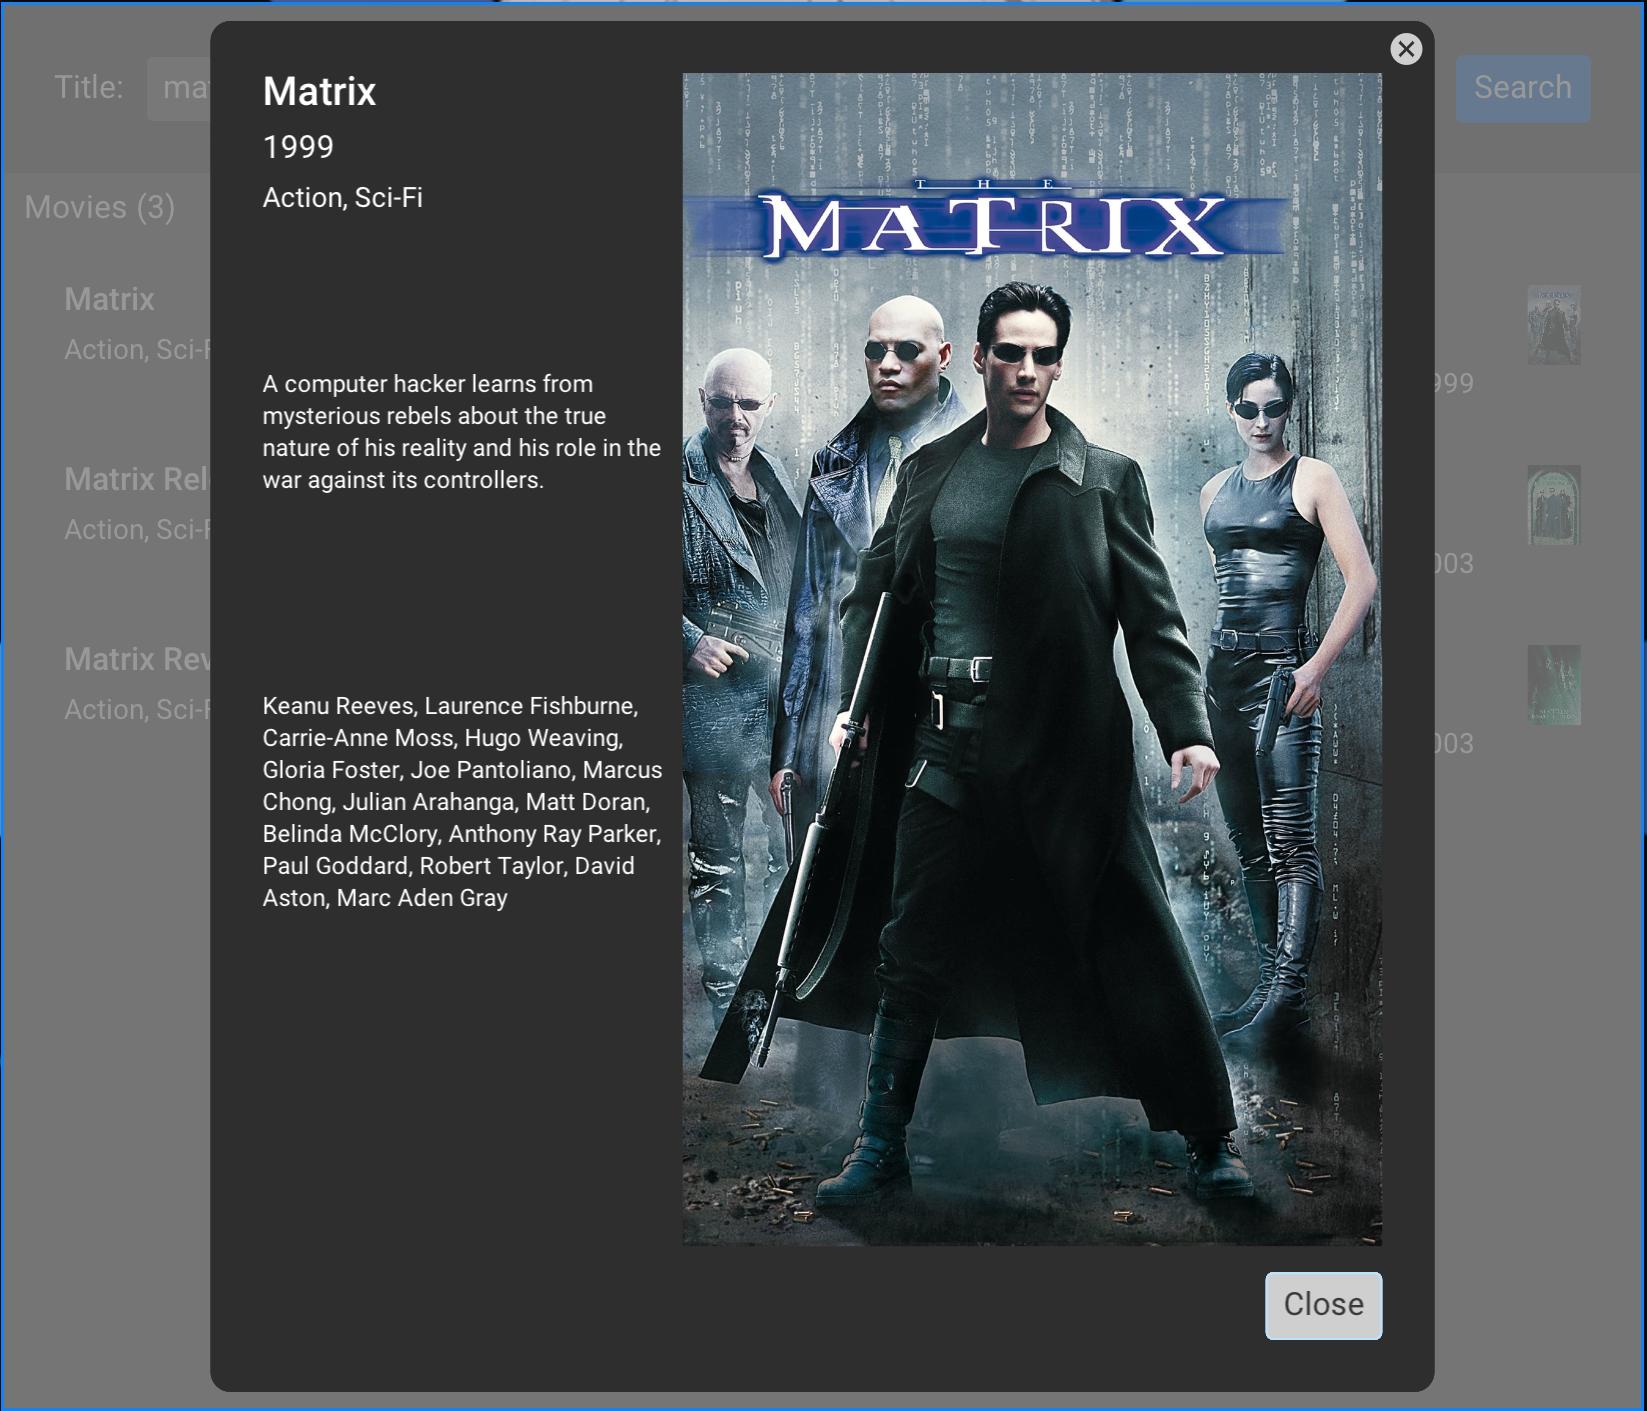 Title:
Search
Movies (3)
Matrix
Action, Sci-F
999
Matrix Rel
Action, Sci-F
003
Matrix Rev
Action, Sci-F
003
Matrix
1999
Action, Sci-Fi
A computer hacker learns from
mysterious rebels about the true
nature of his reality and his role in the
war against its controllers.
Keanu Reeves, Laurence Fishburne,
Carrie-Anne Moss, Hugo Weaving,
Gloria Foster, Joe Pantoliano, Marcus
Chong, Julian Arahanga, Matt Doran,
Belinda McClory, Anthony Ray Parker,
Paul Goddard, Robert Taylor, David
Aston, Marc Aden Gray
THE
MATRIX
Close